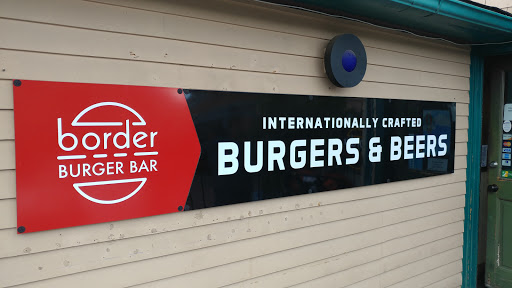 border
BURGER BAR
INTERNATIONALLY CRAFTED
BURGERS & BEERS